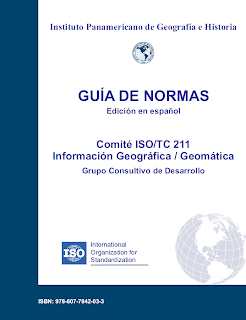 Instituto Panamericano de Geografía e Historia
GUÍA DE NORMAS
Edición en español
Comité ISO/TC 211
Información Geográfica / Geomática
Grupo Consultivo de Desarrollo
ISO
International
Organization for
Standardization
ISBN: 978-607-7842-03-3